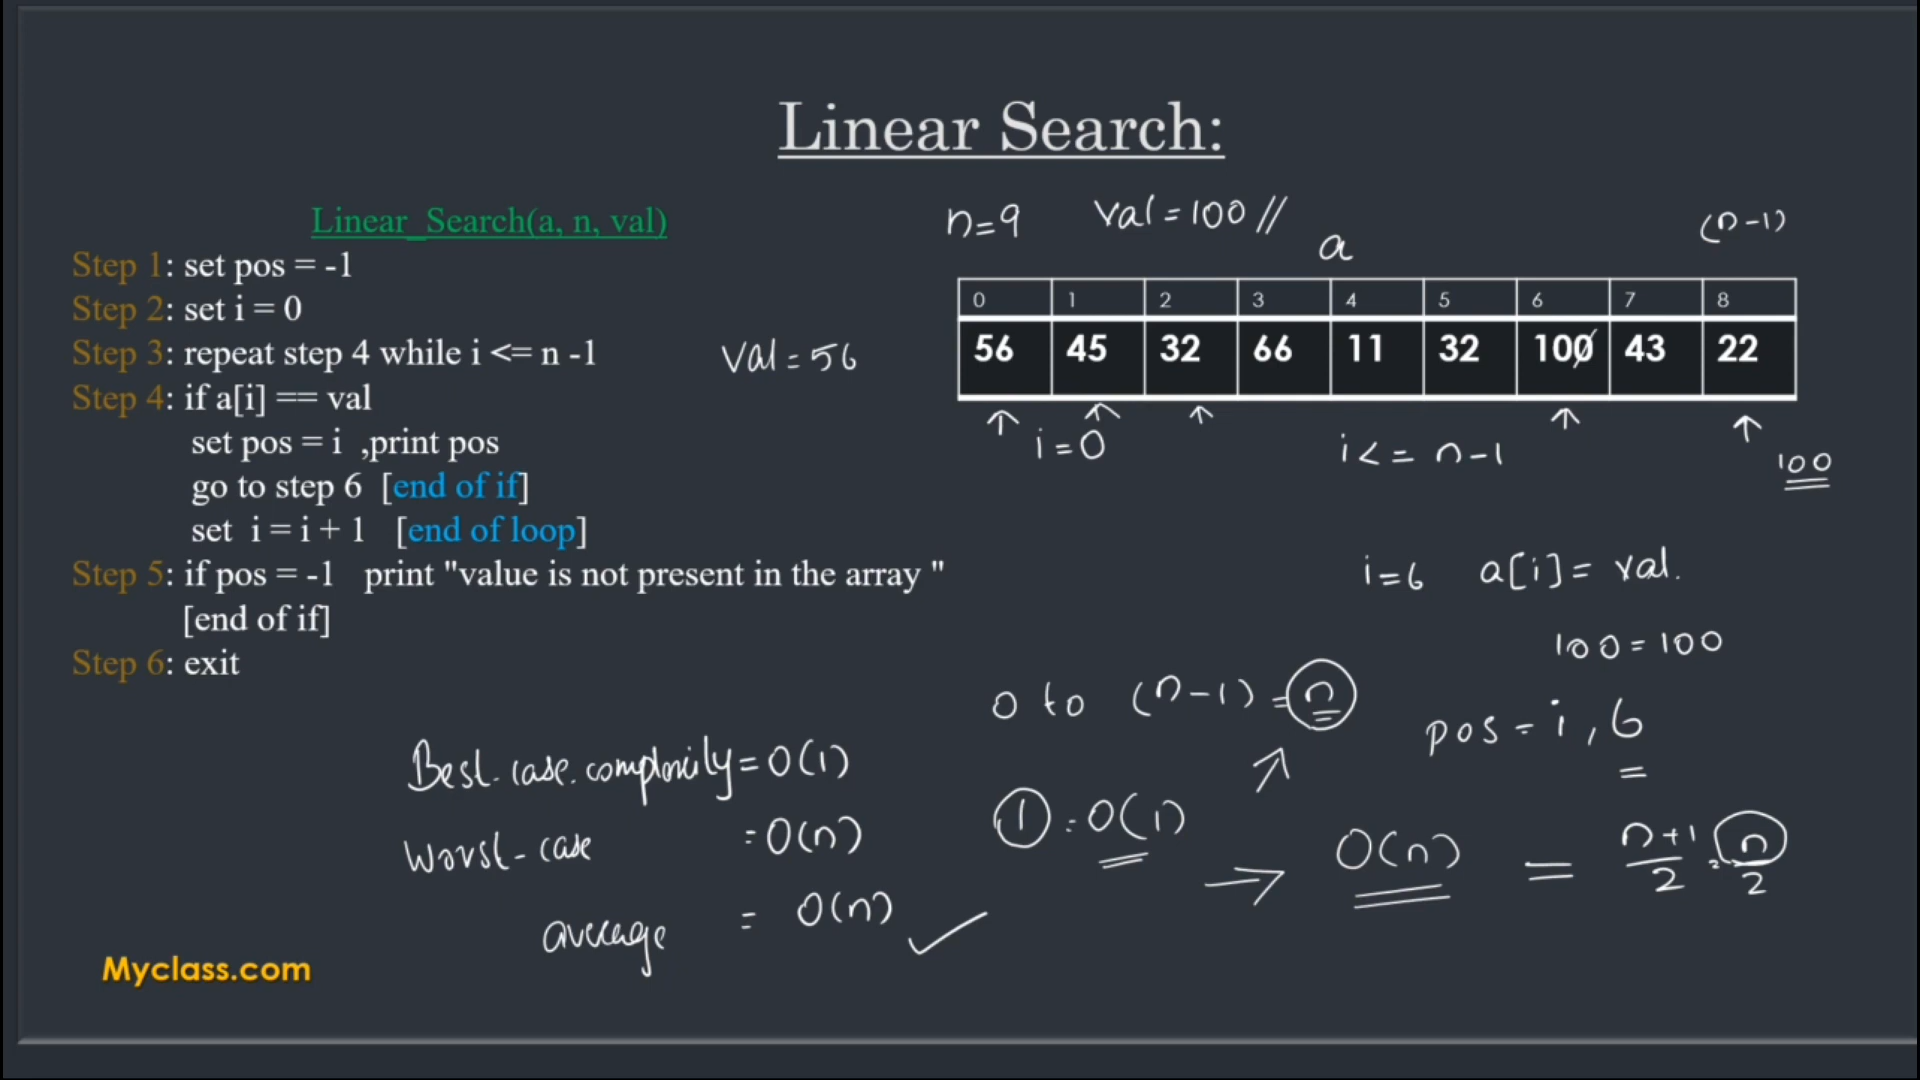 Linear Search:
Linear_Search(a, n, val)
Step 1: set pos = -1
Step 2: set i = 0
Step 3: repeat step 4 while i <= n -1
Step 4: if a[i] == val
set pos = i ,print pos
go to step 6 [end of if]
set i = i + 1 [end of loop]
Step 5: if pos = -1 print "value is not present in the array "
[end of if]
Step 6: exit
n=9 val=100 //
a
(n-1)
0 1 2 3 4 5 6 7 8
val=56
56 45 32 66 11 32 100 43 22
i=0
i<= n-1
100
i=6 a[i]= val.
100=100
0 to (n-1) = n
pos = i, 6
Best-case.complexity=O(1)
1 = O(1)
worst-case =O(n)
O(n) = n+1/2 = n/2
average = O(n)
Myclass.com